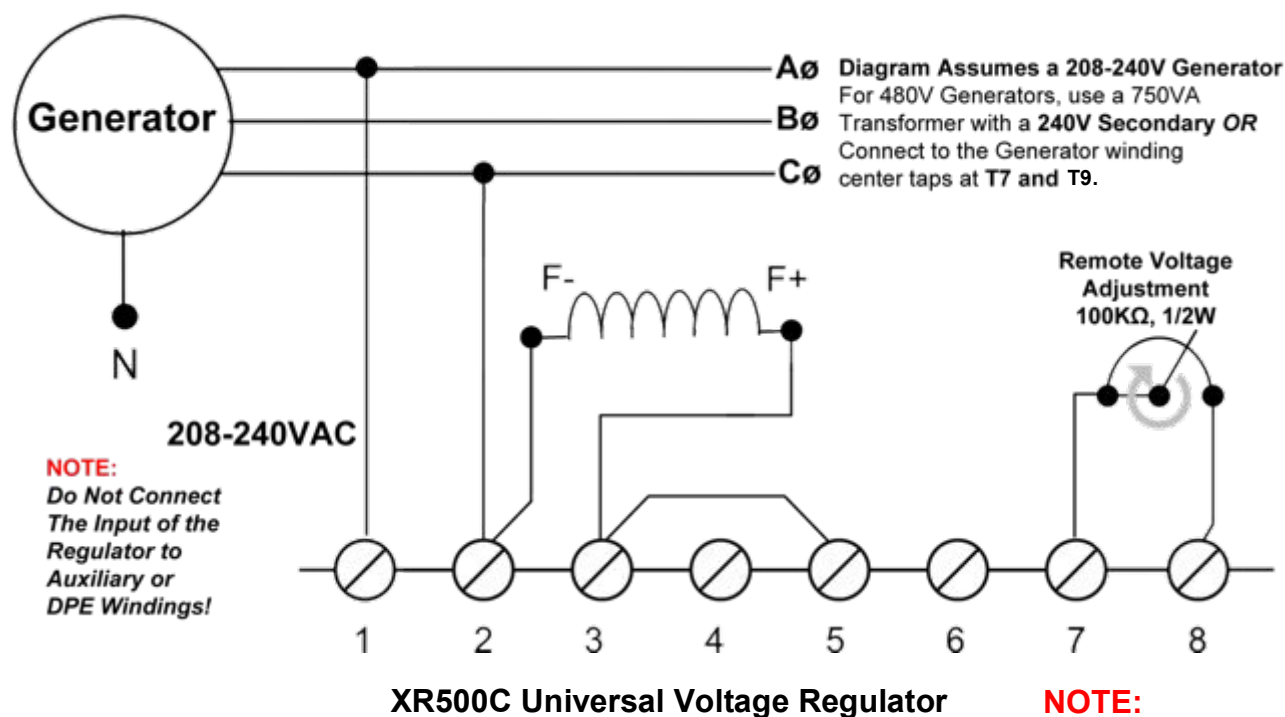 Generator
Aø
Bø
Cø
Diagram Assumes a 208-240V Generator
For 480V Generators, use a 750VA
Transformer with a 240V Secondary OR
Connect to the Generator winding
center taps at T7 and T9.
N
F-
F+
Remote Voltage
Adjustment
100KΩ, 1/2W
208-240VAC
NOTE:
Do Not Connect
The Input of the
Regulator to
Auxiliary or
DPE Windings!
1 2 3 4 5 6 7 8
XR500C Universal Voltage Regulator
NOTE: